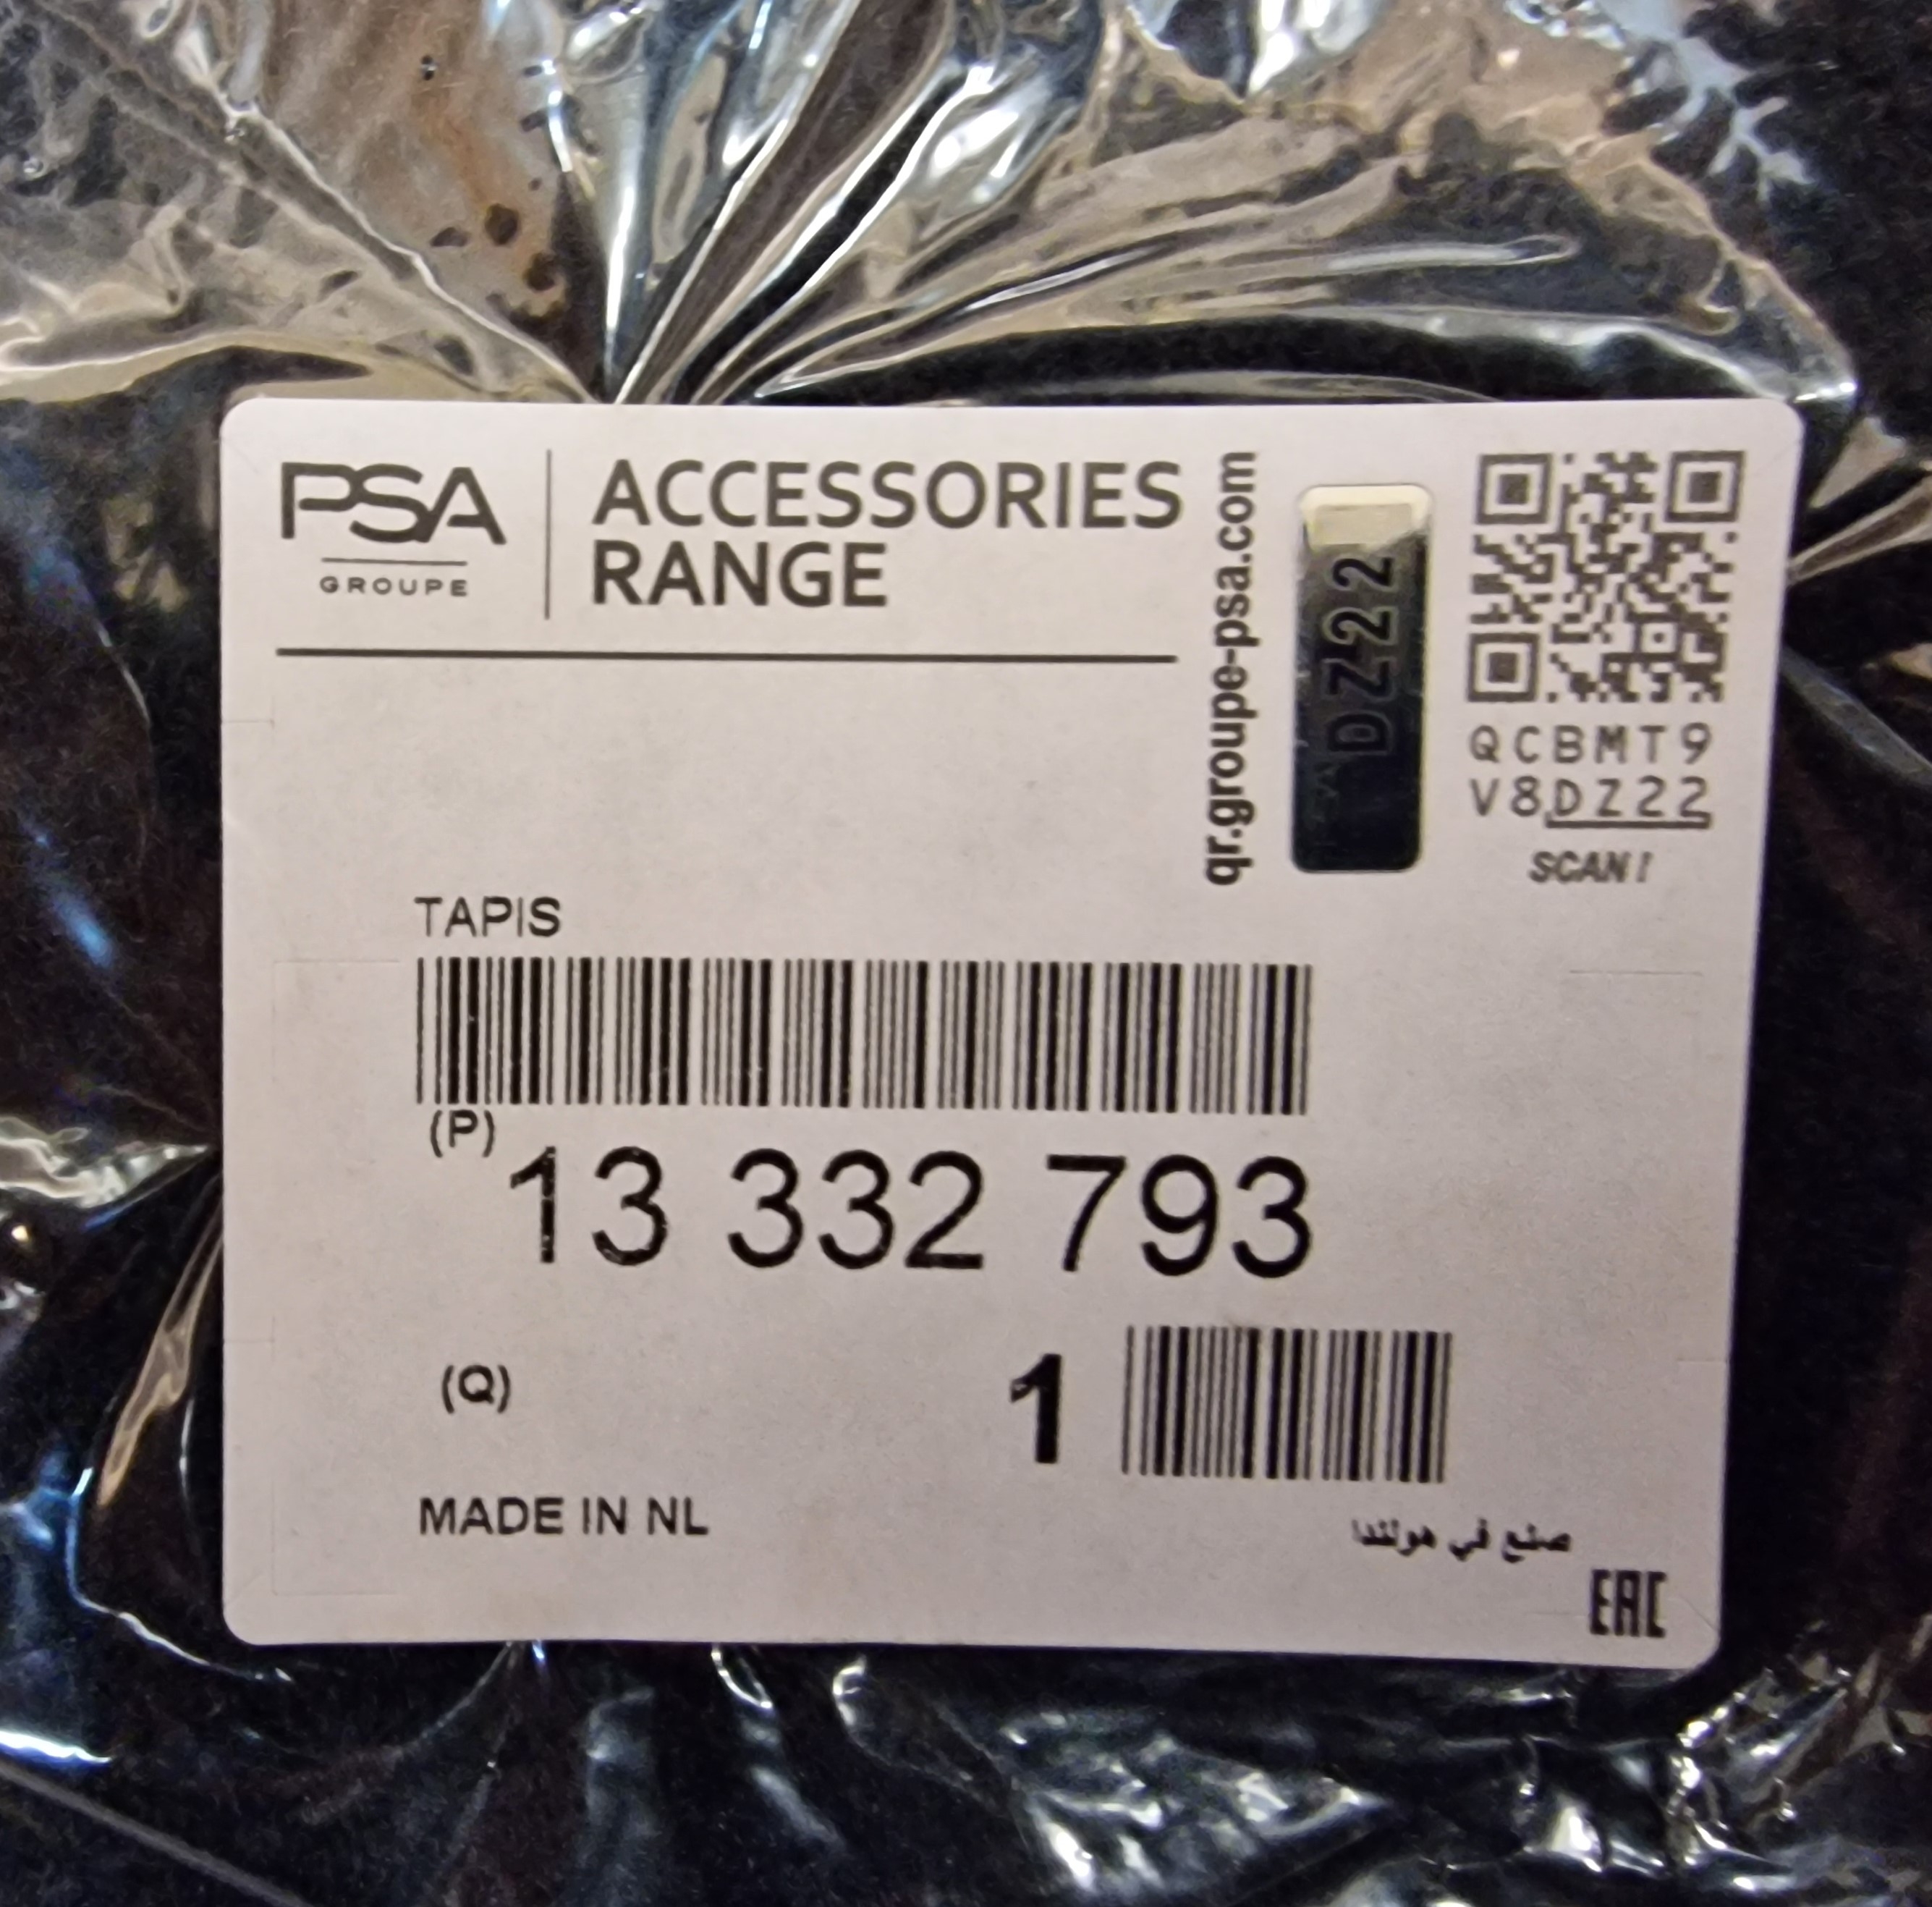 PSA
GROUPE
ACCESSORIES
RANGE
qr.groupe-psa.com
DZ22
QCBMT9
V8DZ22
SCAN!
TAPIS
(P)
13 332 793
(Q)
1
MADE IN NL
صنع في هولندا
EAC